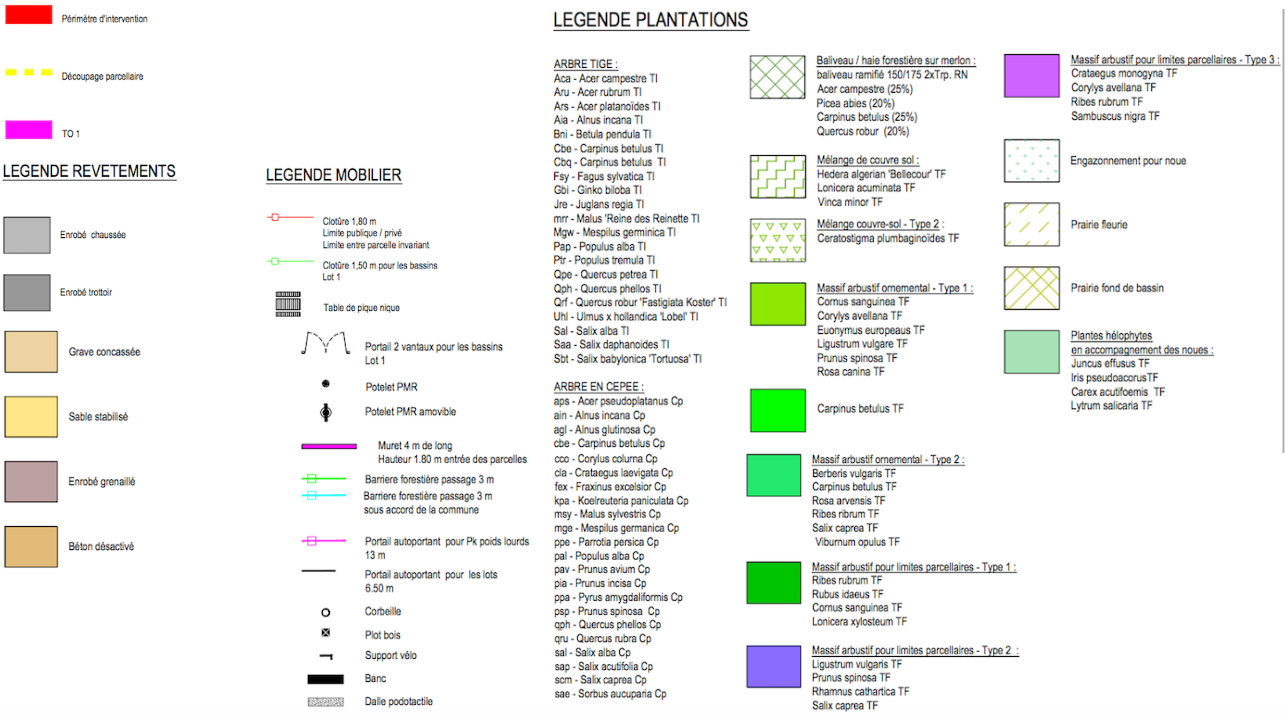 Périmètre d'intervention
Découpage parcellaire
TO 1
LEGENDE REVETEMENTS
Enrobé chaussée
Enrobé trottoir
Grave concassée
Sable stabilisé
Enrobé grenaillé
Béton désactivé
LEGENDE MOBILIER
Clotûre 1,80 m
Limite publique / privé
Limite entre parcelle invariant
Clotûre 1,50 m pour les bassins
Lot 1
Table de pique nique
Portail 2 vantaux pour les bassins
Lot 1
Potelet PMR
Potelet PMR amovible
Muret 4 m de long
Hauteur 1.80 m entrée des parcelles
Barriere forestière passage 3 m
Barriere forestière passage 3 m
sous accord de la commune
Portail autoportant pour Pk poids lourds
13 m
Portail autoportant pour les lots
6.50 m
Corbeille
Plot bois
Support vélo
Banc
Dalle podotactile
LEGENDE PLANTATIONS
ARBRE TIGE :
Aca - Acer campestre TI
Aru - Acer rubrum TI
Ars - Acer platanoïdes TI
Aia - Alnus incana TI
Bni - Betula pendula TI
Cbe - Carpinus betulus TI
Cbq - Carpinus betulus TI
Fsy - Fagus sylvatica TI
Gbi - Ginko biloba TI
Jre - Juglans regia TI
mrr - Malus 'Reine des Reinette TI
Mgw - Mespilus germinica TI
Pap - Populus alba TI
Ptr - Populus tremula TI
Qpe - Quercus petrea TI
Qph - Quercus phellos TI
Qrf - Quercus robur 'Fastigiata Koster' TI
Uhl - Ulmus x hollandica 'Lobel' TI
Sal - Salix alba TI
Saa - Salix daphanoides TI
Sbt - Salix babylonica 'Tortuosa' TI
ARBRE EN CEPEE :
aps - Acer pseudoplatanus Cp
ain - Alnus incana Cp
agl - Alnus glutinosa Cp
cbe - Carpinus betulus Cp
cco - Corylus colurna Cp
cla - Crataegus laevigata Cp
fex - Fraxinus excelsior Cp
kpa - Koelreuteria paniculata Cp
msy - Malus sylvestris Cp
mge - Mespilus germanica Cp
ppe - Parrotia persica Cp
pal - Populus alba Cp
pav - Prunus avium Cp
pia - Prunus incisa Cp
ppa - Pyrus amygdaliformis Cp
psp - Prunus spinosa Cp
qph - Quercus phellos Cp
qru - Quercus rubra Cp
sal - Salix alba Cp
sap - Salix acutifolia Cp
scm - Salix caprea Cp
sae - Sorbus aucuparia Cp
Baliveau / haie forestière sur merlon :
baliveau ramifié 150/175 2xTrp. RN
Acer campestre (25%)
Picea abies (20%)
Carpinus betulus (25%)
Quercus robur (20%)
Mélange de couvre sol :
Hedera algerian 'Bellecour' TF
Lonicera acuminata TF
Vinca minor TF
Mélange couvre-sol - Type 2 :
Ceratostigma plumbaginoïdes TF
Massif arbustif ornemental - Type 1 :
Cornus sanguinea TF
Corylus avellana TF
Euonymus europeaus TF
Ligustrum vulgare TF
Prunus spinosa TF
Rosa canina TF
Carpinus betulus TF
Massif arbustif ornemental - Type 2 :
Berberis vulgaris TF
Carpinus betulus TF
Rosa arvensis TF
Ribes ribrum TF
Salix caprea TF
Viburnum opulus TF
Massif arbustif pour limites parcellaires - Type 1 :
Ribes rubrum TF
Rubus idaeus TF
Cornus sanguinea TF
Lonicera xylosteum TF
Massif arbustif pour limites parcellaires - Type 2 :
Ligustrum vulgaris TF
Prunus spinosa TF
Rhamnus cathartica TF
Salix caprea TF
Massif arbustif pour limites parcellaires - Type 3 :
Crataegus monogyna TF
Corylys avellana TF
Ribes rubrum TF
Sambuscus nigra TF
Engazonnement pour noue
Prairie fleurie
Prairie fond de bassin
Plantes hélophytes
en accompagnement des noues :
Juncus effusus TF
Iris pseudoacorusTF
Carex acutifoemis TF
Lytrum salicaria TF